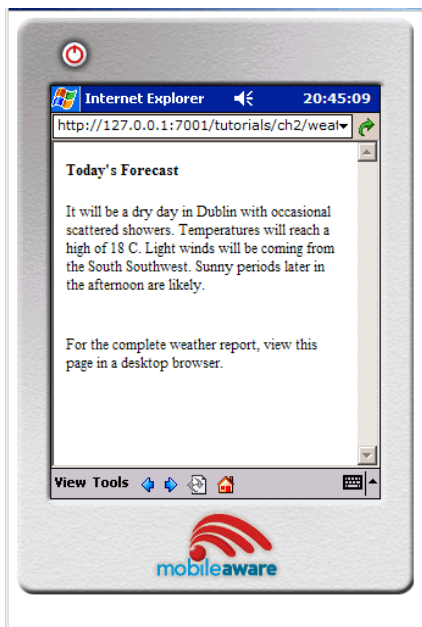 Internet Explorer 20:45:09
http://127.0.0.1:7001/tutorials/ch2/weat
Today's Forecast
It will be a dry day in Dublin with occasional
scattered showers. Temperatures will reach a
high of 18 C. Light winds will be coming from
the South Southwest. Sunny periods later in
the afternoon are likely.
For the complete weather report, view this
page in a desktop browser.
View Tools
mobileaware